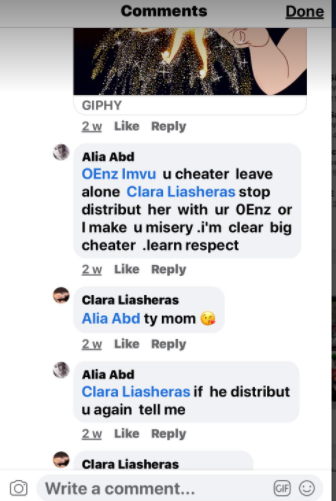 Comments
Done
GIPHY
2 w Like Reply
Alia Abd
OEnz Imvu u cheater leave
alone Clara Liasheras stop
distribut her with ur OEnz or
I make u misery .i'm clear big
cheater .learn respect
2 w Like Reply
Clara Liasheras
Alia Abd ty mom 😘
2 w Like Reply
Alia Abd
Clara Liasheras if he distribut
u again tell me
2 w Like Reply
Clara Liasheras
Write a comment...
GIF